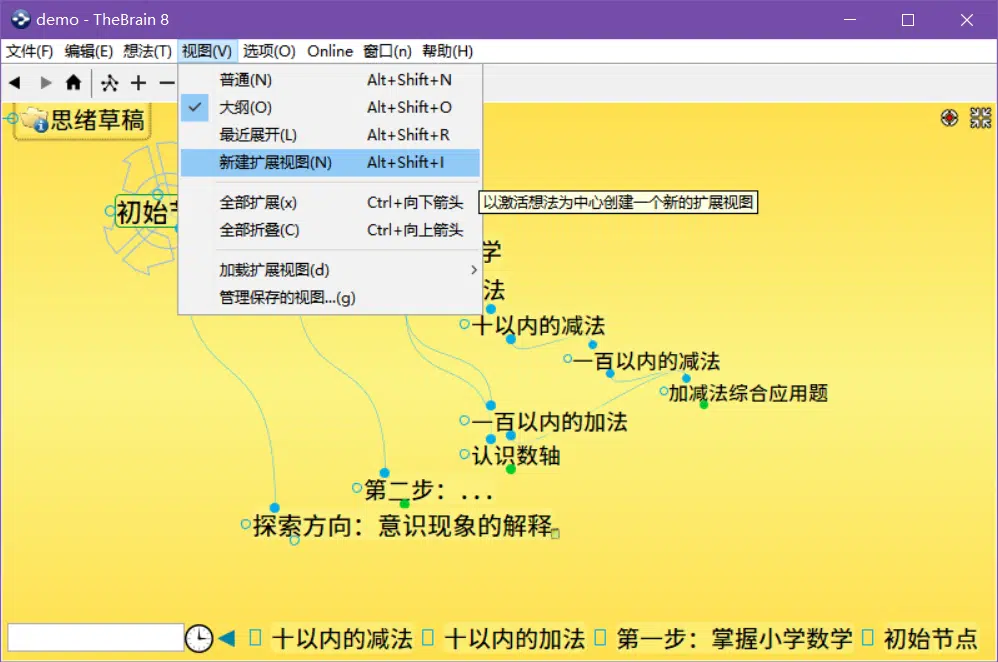 demo - TheBrain 8
文件(F) 编辑(E) 想法(T) 视图(V) 选项(O) Online 窗口(n) 帮助(H)
思绪草稿
普通(N) Alt+Shift+N
大纲(O) Alt+Shift+O
最近展开(L) Alt+Shift+R
新建扩展视图(N) Alt+Shift+I
全部扩展(x) Ctrl+向下箭头
以激活想法为中心创建一个新的扩展视图
初始
全部折叠(C) Ctrl+向上箭头
学
加载扩展视图(d)
法
管理保存的视图...(g)
十以内的减法
一百以内的减法
加减法综合应用题
一百以内的加法
认识数轴
第二步：...
探索方向：意识现象的解释
十以内的减法 十以内的加法 第一步：掌握小学数学 初始节点